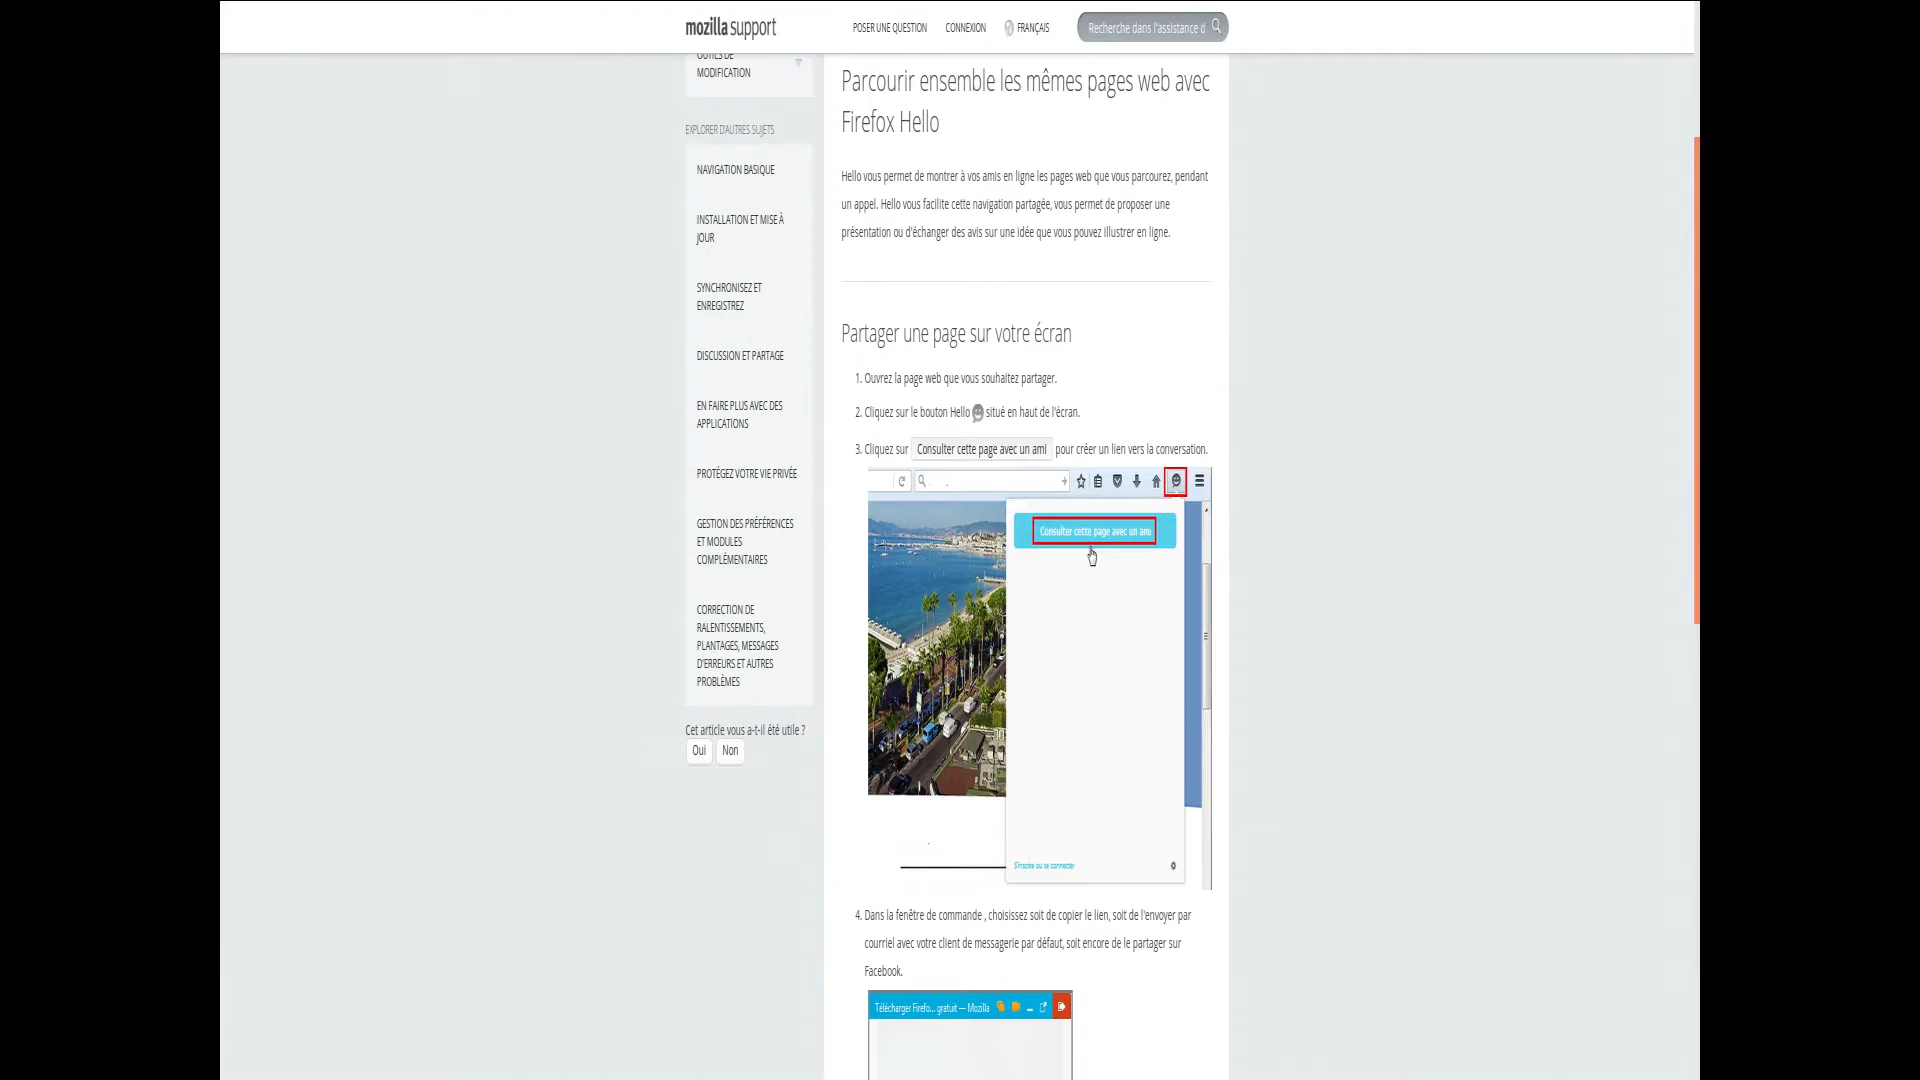 mozilla support
POSER UNE QUESTION
CONNEXION
FRANÇAIS
Recherche dans l'assistance d
OUTILS DE
MODIFICATION
EXPLORER D'AUTRES SUJETS
NAVIGATION BASIQUE
INSTALLATION ET MISE À
JOUR
SYNCHRONISEZ ET
ENREGISTREZ
DISCUSSION ET PARTAGE
EN FAIRE PLUS AVEC DES
APPLICATIONS
PROTÉGEZ VOTRE VIE PRIVÉE
GESTION DES PRÉFÉRENCES
ET MODULES
COMPLÉMENTAIRES
CORRECTION DE
RALENTISSEMENTS,
PLANTAGES, MESSAGES
D'ERREURS ET AUTRES
PROBLÈMES
Cet article vous a-t-il été utile ?
Oui Non
Parcourir ensemble les mêmes pages web avec
Firefox Hello
Hello vous permet de montrer à vos amis en ligne les pages web que vous parcourez, pendant
un appel. Hello vous facilite cette navigation partagée, vous permet de proposer une
présentation ou d'échanger des avis sur une idée que vous pouvez illustrer en ligne.
Partager une page sur votre écran
1. Ouvrez la page web que vous souhaitez partager.
2. Cliquez sur le bouton Hello situé en haut de l'écran.
3. Cliquez sur Consulter cette page avec un ami pour créer un lien vers la conversation.
Consulter cette page avec un ami
S'inscrire ou se connecter
4. Dans la fenêtre de commande , choisissez soit de copier le lien, soit de l'envoyer par
courriel avec votre client de messagerie par défaut, soit encore de le partager sur
Facebook.
Télécharger Firefo... gratuit — Mozilla